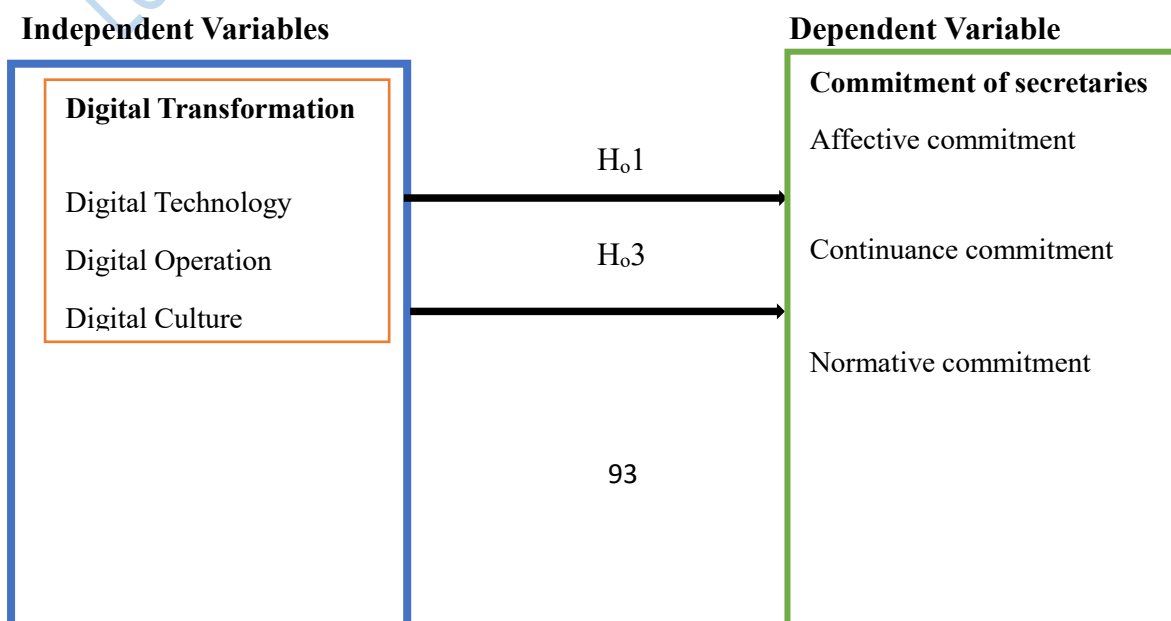 Independent Variables
Dependent Variable
Digital Transformation
Digital Technology
Digital Operation
Digital Culture
Hₒ1
Hₒ3
Commitment of secretaries
Affective commitment
Continuance commitment
Normative commitment
93